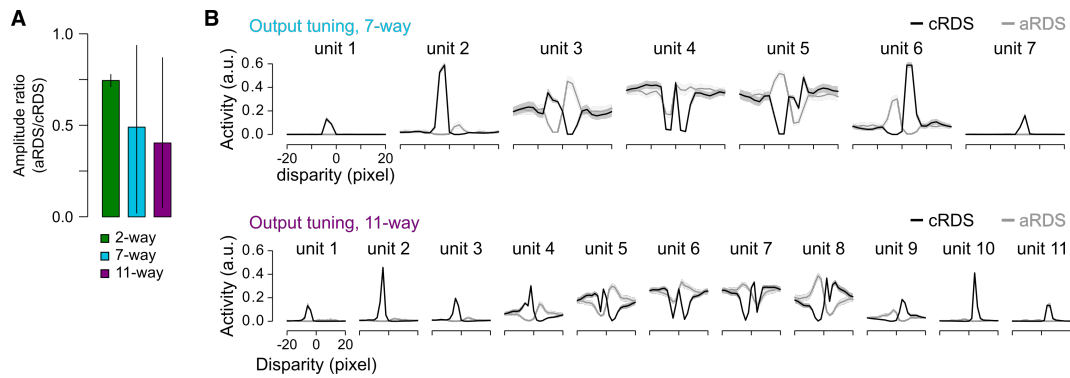 A
Amplitude ratio
(aRDS/cRDS)
1.0
0.5
0.0
2-way
7-way
11-way
B
Output tuning, 7-way
cRDS aRDS
unit 1 unit 2 unit 3 unit 4 unit 5 unit 6 unit 7
Activity (a.u.)
0.6
0.4
0.2
0.0
-20 0 20
disparity (pixel)
Output tuning, 11-way
cRDS aRDS
unit 1 unit 2 unit 3 unit 4 unit 5 unit 6 unit 7 unit 8 unit 9 unit 10 unit 11
Activity (a.u.)
0.6
0.4
0.2
0.0
-20 0 20
Disparity (pixel)